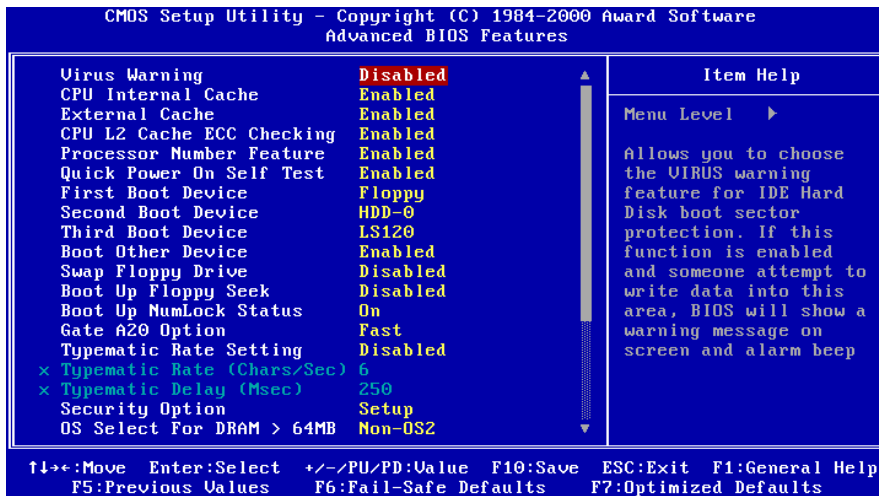 CMOS Setup Utility - Copyright (C) 1984-2000 Award Software
Advanced BIOS Features
Virus Warning Disabled
CPU Internal Cache Enabled
External Cache Enabled
CPU L2 Cache ECC Checking Enabled
Processor Number Feature Enabled
Quick Power On Self Test Enabled
First Boot Device Floppy
Second Boot Device HDD-0
Third Boot Device LS120
Boot Other Device Enabled
Swap Floppy Drive Disabled
Boot Up Floppy Seek Disabled
Boot Up NumLock Status On
Gate A20 Option Fast
Typematic Rate Setting Disabled
x Typematic Rate (Chars/Sec) 6
x Typematic Delay (Msec) 250
Security Option Setup
OS Select For DRAM > 64MB Non-OS2
Item Help
Menu Level ▶
Allows you to choose
the VIRUS warning
feature for IDE Hard
Disk boot sector
protection. If this
function is enabled
and someone attempt to
write data into this
area, BIOS will show a
warning message on
screen and alarm beep
↑↓→←:Move Enter:Select +/-/PU/PD:Value F10:Save ESC:Exit F1:General Help
F5:Previous Values F6:Fail-Safe Defaults F7:Optimized Defaults